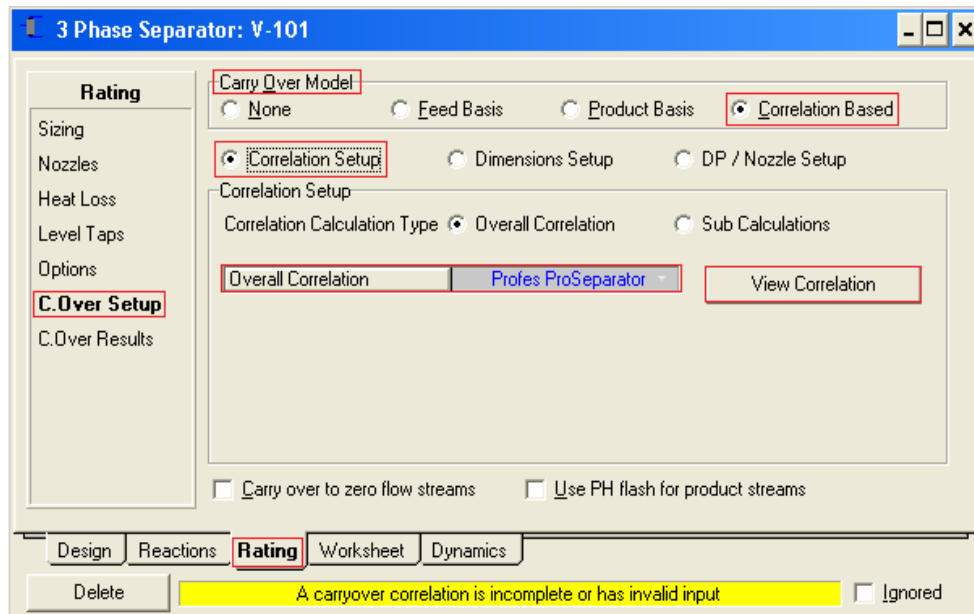 3 Phase Separator: V-101
Rating
Sizing
Nozzles
Heat Loss
Level Taps
Options
C.Over Setup
C.Over Results
Carry Over Model
None Feed Basis Product Basis Correlation Based
Correlation Setup Dimensions Setup DP / Nozzle Setup
Correlation Setup
Correlation Calculation Type Overall Correlation Sub Calculations
Overall Correlation Profes ProSeparator View Correlation
Carry over to zero flow streams Use PH flash for product streams
Design Reactions Rating Worksheet Dynamics
Delete A carryover correlation is incomplete or has invalid input Ignored